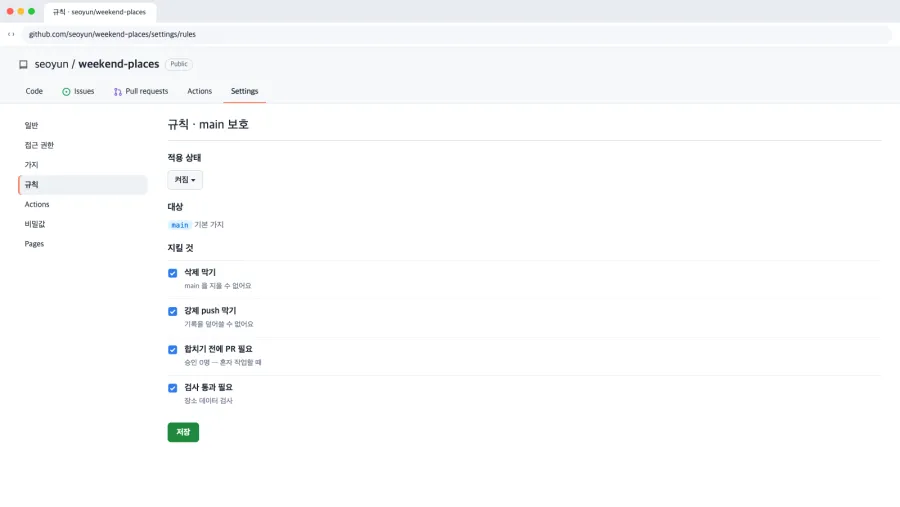 규칙 · seoyun/weekend-places
github.com/seoyun/weekend-places/settings/rules
seoyun / weekend-places Public
Code Issues Pull requests Actions Settings
일반
접근 권한
가지
규칙
Actions
비밀값
Pages
규칙 · main 보호
적용 상태
켜짐
대상
main 기본 가지
지킬 것
삭제 막기
main 을 지울 수 없어요
강제 push 막기
기록을 덮어쓸 수 없어요
합치기 전에 PR 필요
승인 0명 — 혼자 작업할 때
검사 통과 필요
장소 데이터 검사
저장